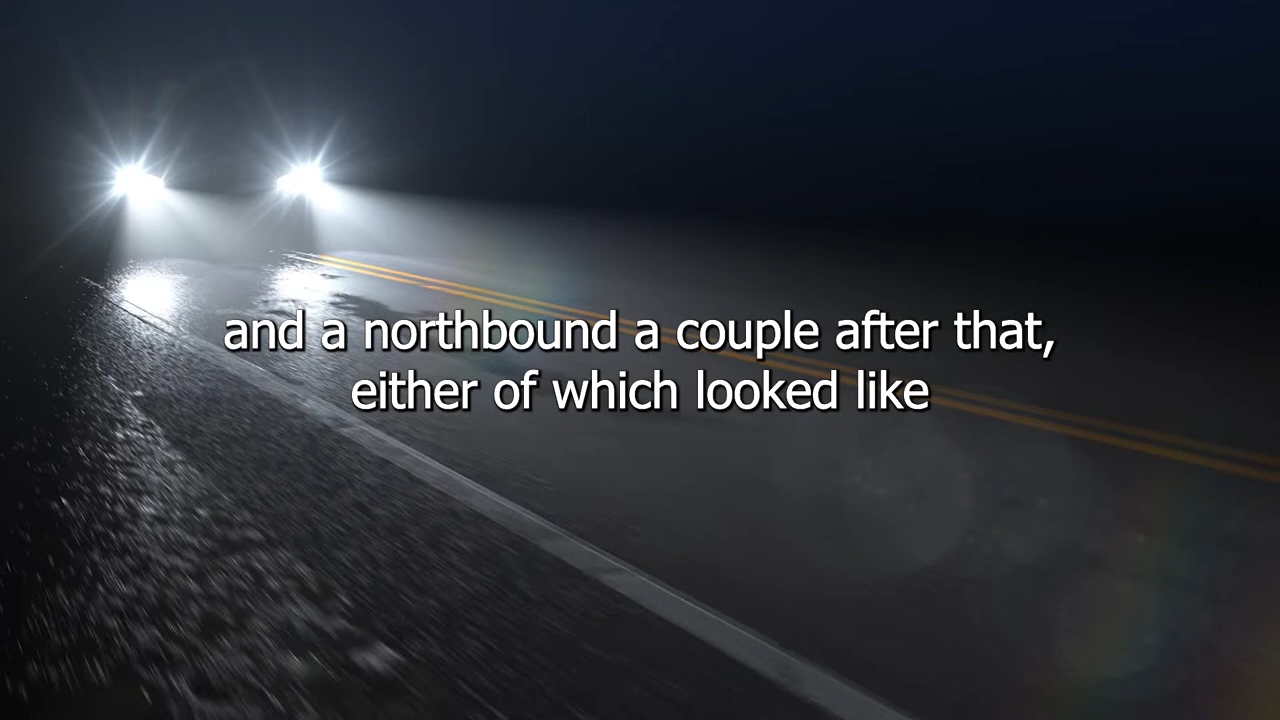 and a northbound a couple after that,
either of which looked like